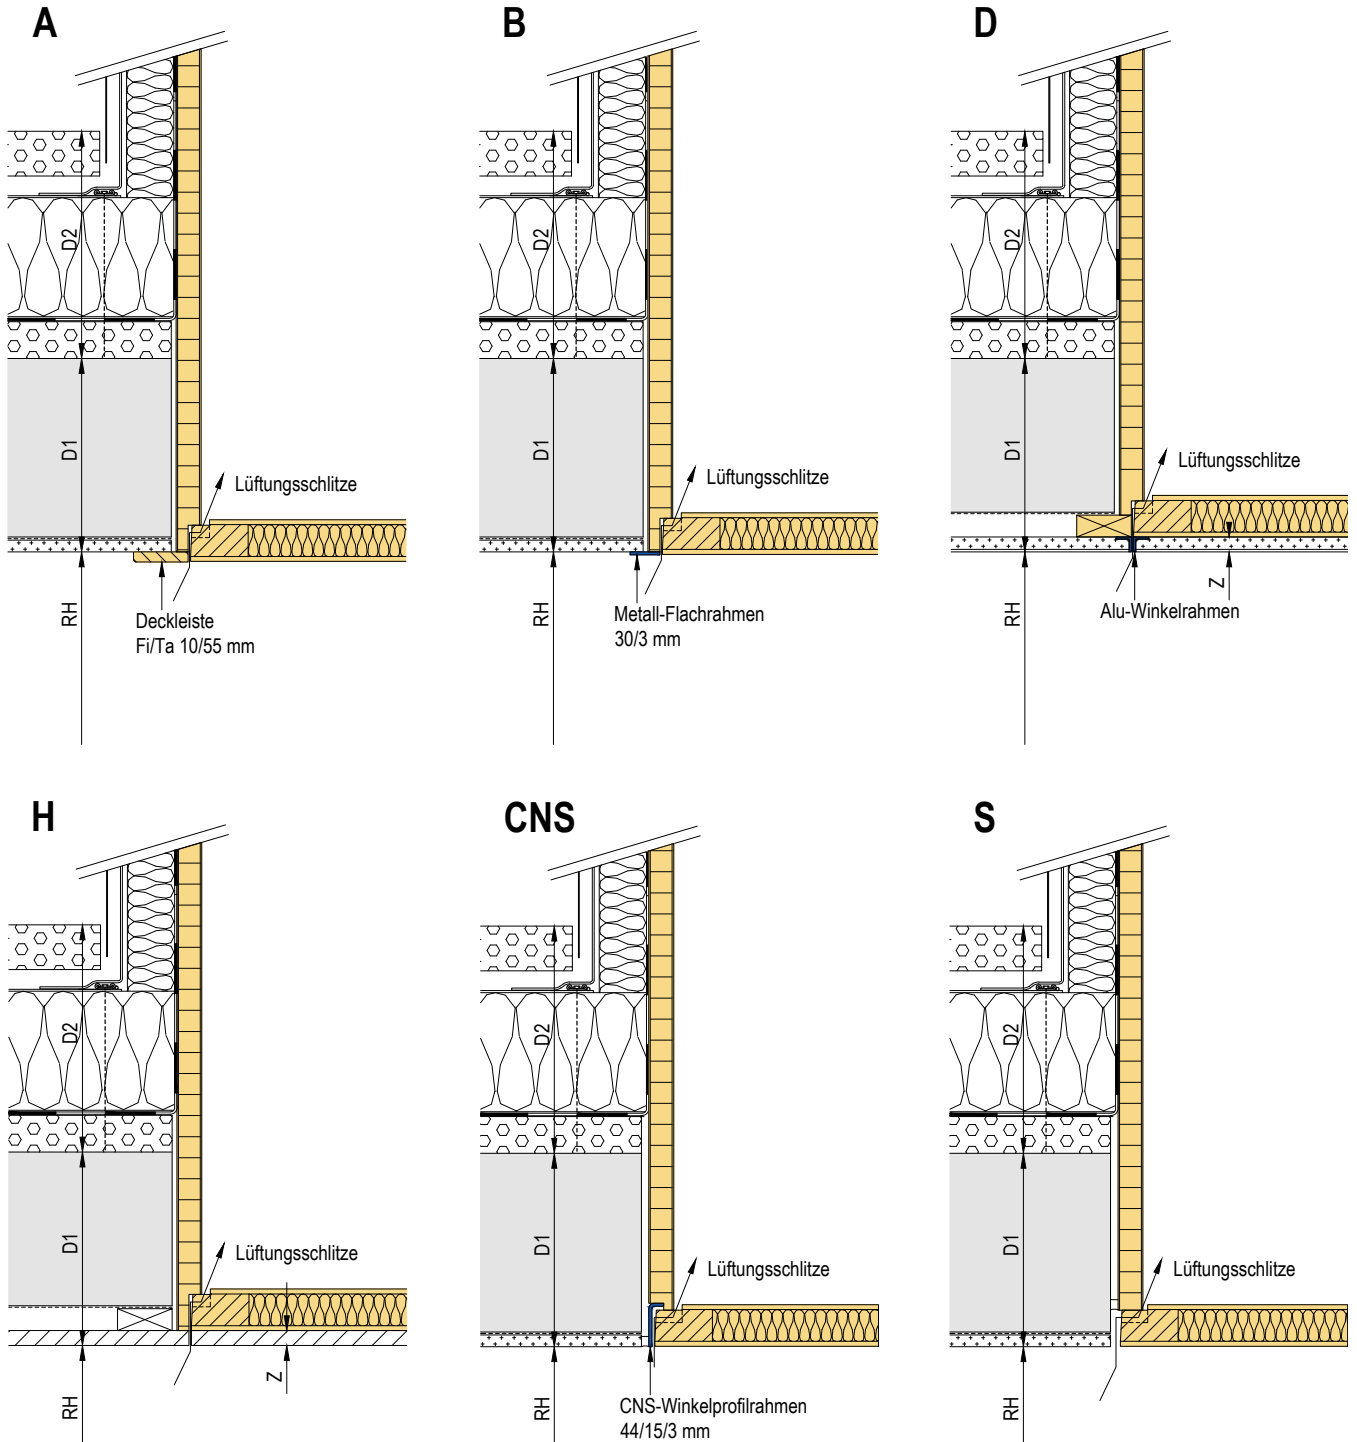 A
D2
D1
RH
Lüftungsschlitze
Deckleiste
Fi/Ta 10/55 mm
B
D2
D1
RH
Lüftungsschlitze
Metall-Flachrahmen
30/3 mm
D
D2
D1
RH
Lüftungsschlitze
Z
Alu-Winkelrahmen
H
D2
D1
RH
Lüftungsschlitze
Z
CNS
D2
D1
RH
Lüftungsschlitze
CNS-Winkelprofilrahmen
44/15/3 mm
S
D2
D1
RH
Lüftungsschlitze